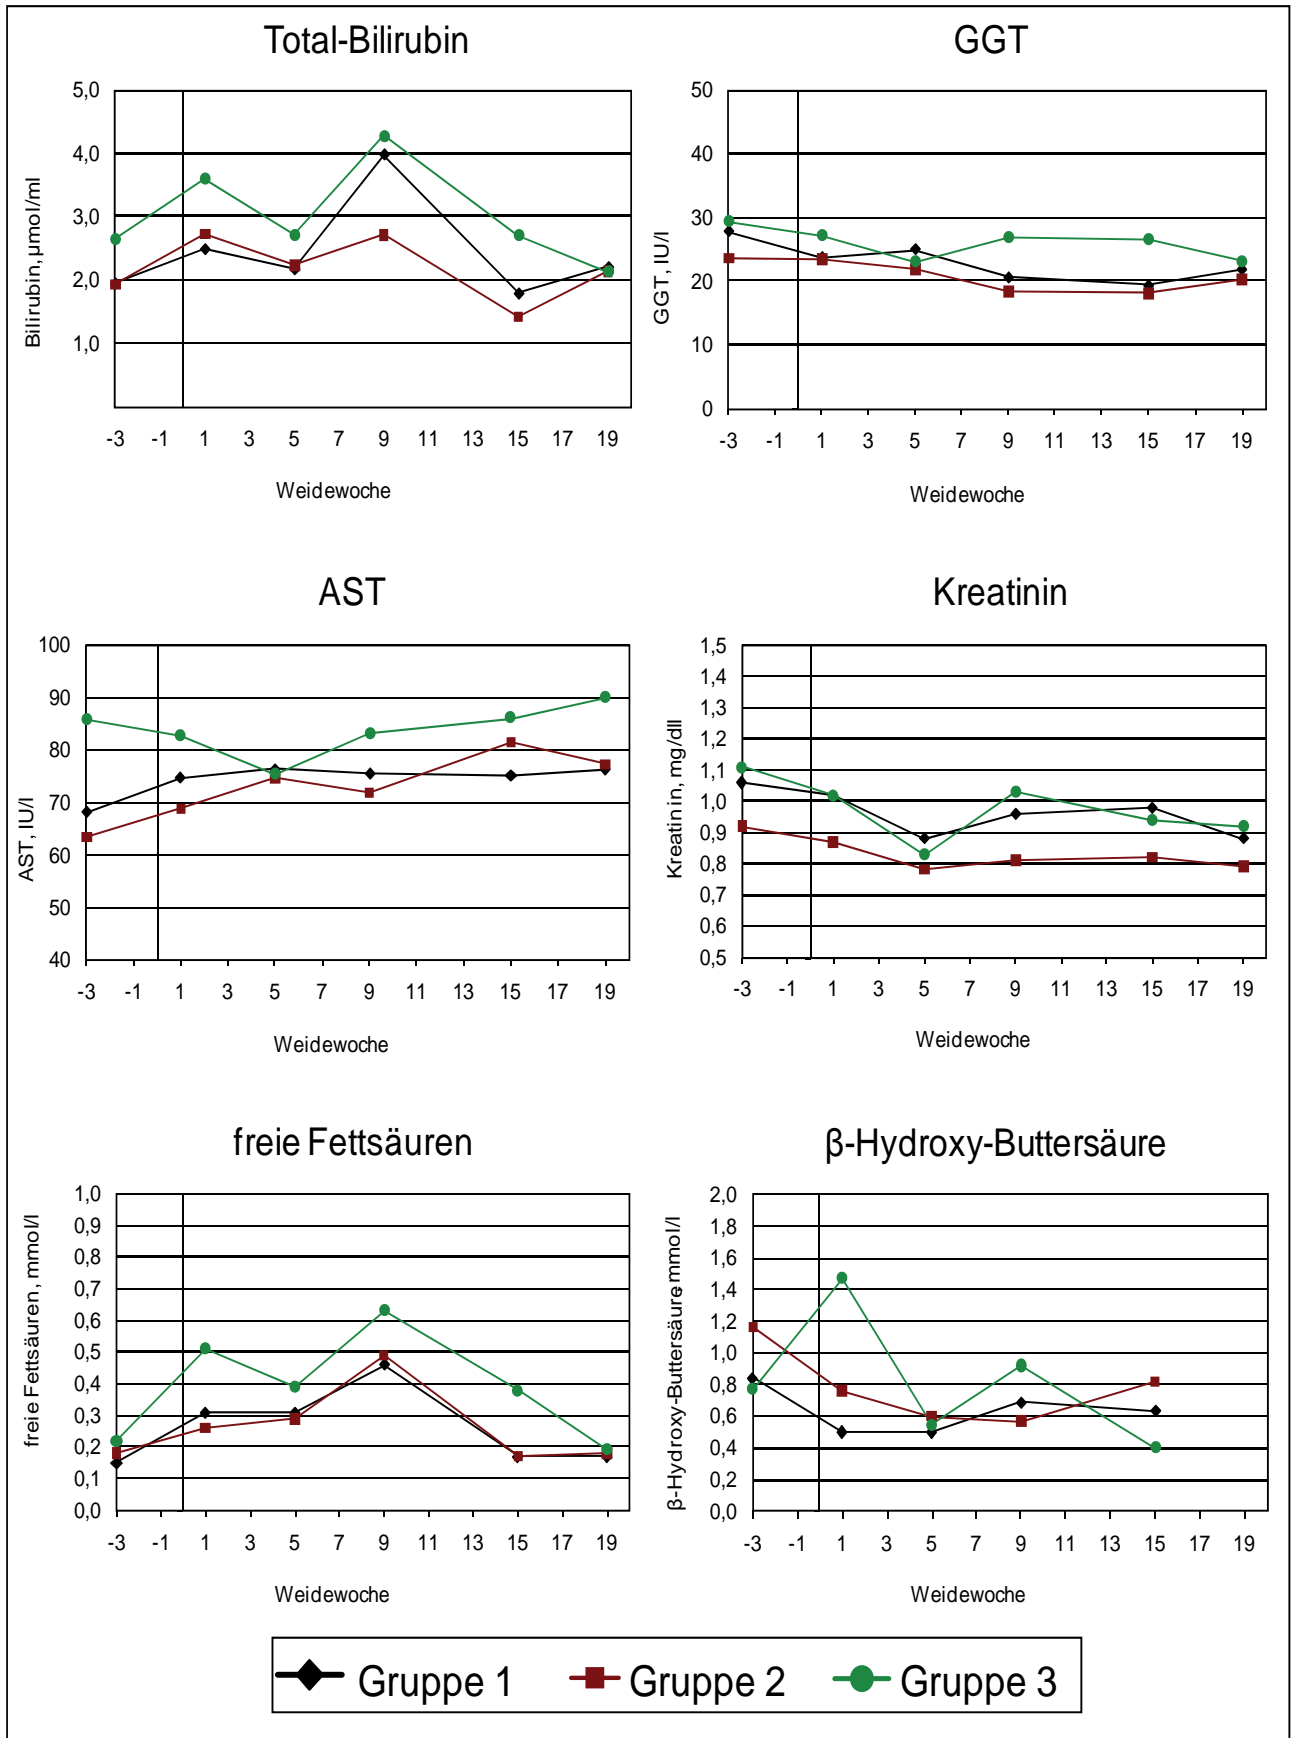 Total-Bilirubin
GGT
5,0
4,0
3,0
2,0
1,0
Bilirubin, µmol/ml
-3 -1 1 3 5 7 9 11 13 15 17 19
Weidewoche
50
40
30
20
10
0
GGT, IU/l
-3 -1 1 3 5 7 9 11 13 15 17 19
Weidewoche
AST
Kreatinin
100
90
80
70
60
50
40
AST, IU/l
-3 -1 1 3 5 7 9 11 13 15 17 19
Weidewoche
1,5
1,4
1,3
1,2
1,1
1,0
0,9
0,8
0,7
0,6
0,5
Kreatinin, mg/dll
-3 -1 1 3 5 7 9 11 13 15 17 19
Weidewoche
freie Fettsäuren
β-Hydroxy-Buttersäure
1,0
0,9
0,8
0,7
0,6
0,5
0,4
0,3
0,2
0,1
0,0
freie Fettsäuren, mmol/l
-3 -1 1 3 5 7 9 11 13 15 17 19
Weidewoche
2,0
1,8
1,6
1,4
1,2
1,0
0,8
0,6
0,4
0,2
0,0
β-Hydroxy-Buttersäure, mmol/l
-3 -1 1 3 5 7 9 11 13 15 17 19
Weidewoche
Gruppe 1 Gruppe 2 Gruppe 3